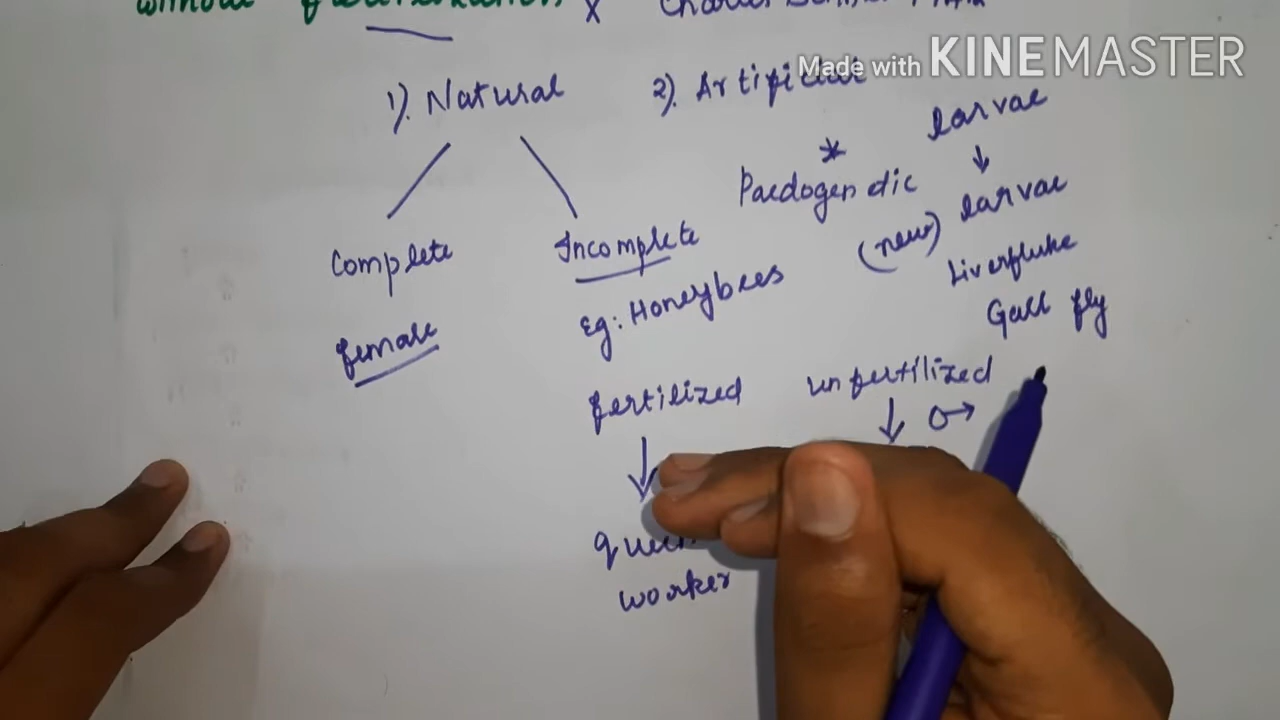 without
Made with KINEMASTER
1). Natural
2). Artificial
larvae
*
Paedogenetic
larvae
(new)
Complete
Incomplete
Liverfluke
Eg: Honeybees
Gall fly
female
fertilized
unfertilized
worker